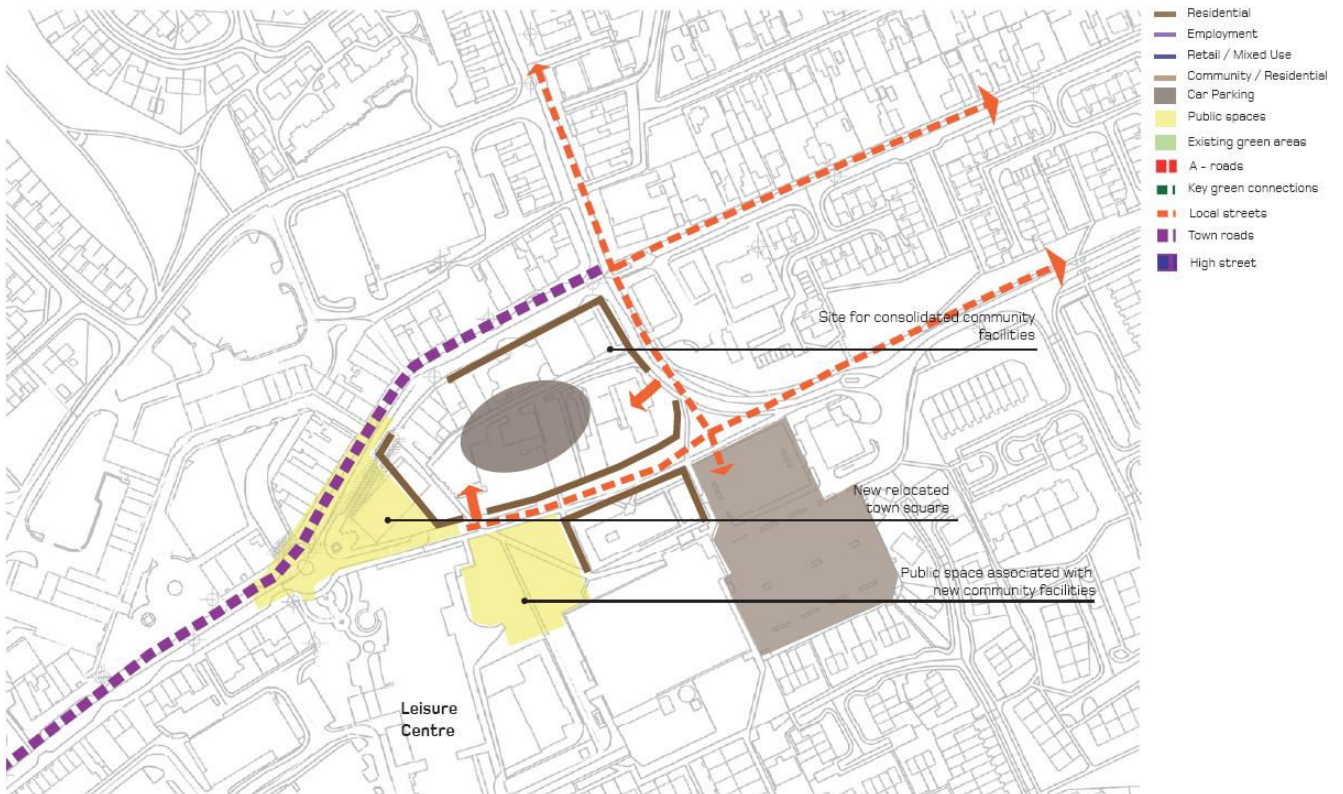 Residential
Employment
Retail / Mixed Use
Community / Residential
Car Parking
Public spaces
Existing green areas
A - roads
Key green connections
Local streets
Town roads
High street
Site for consolidated community
facilities
New relocated
town square
Public space associated with
new community facilities
Leisure
Centre